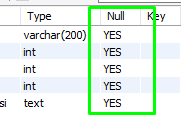 Type Null Key
varchar(200) YES
int YES
int YES
int YES
si text YES